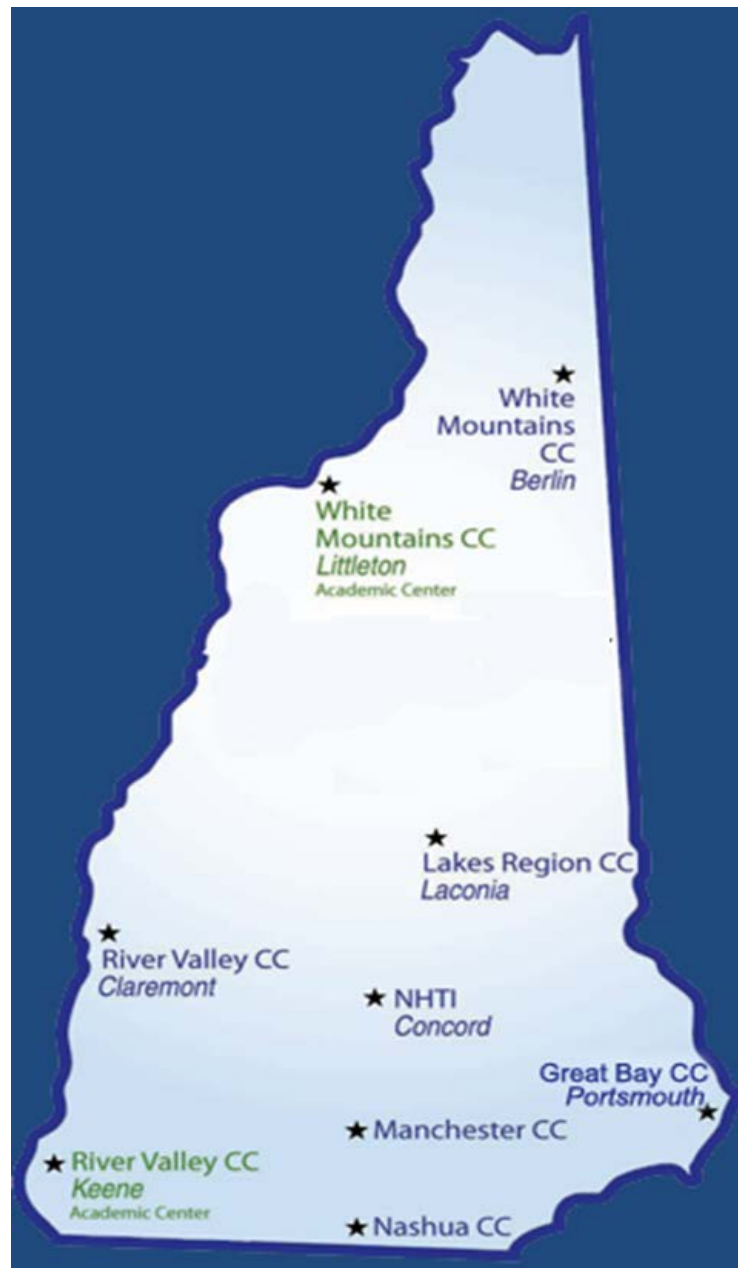 White
Mountains
CC
Berlin
White
Mountains CC
Littleton
Academic Center
Lakes Region CC
Laconia
River Valley CC
Claremont
NHTI
Concord
Great Bay CC
Portsmouth
Manchester CC
River Valley CC
Keene
Academic Center
Nashua CC